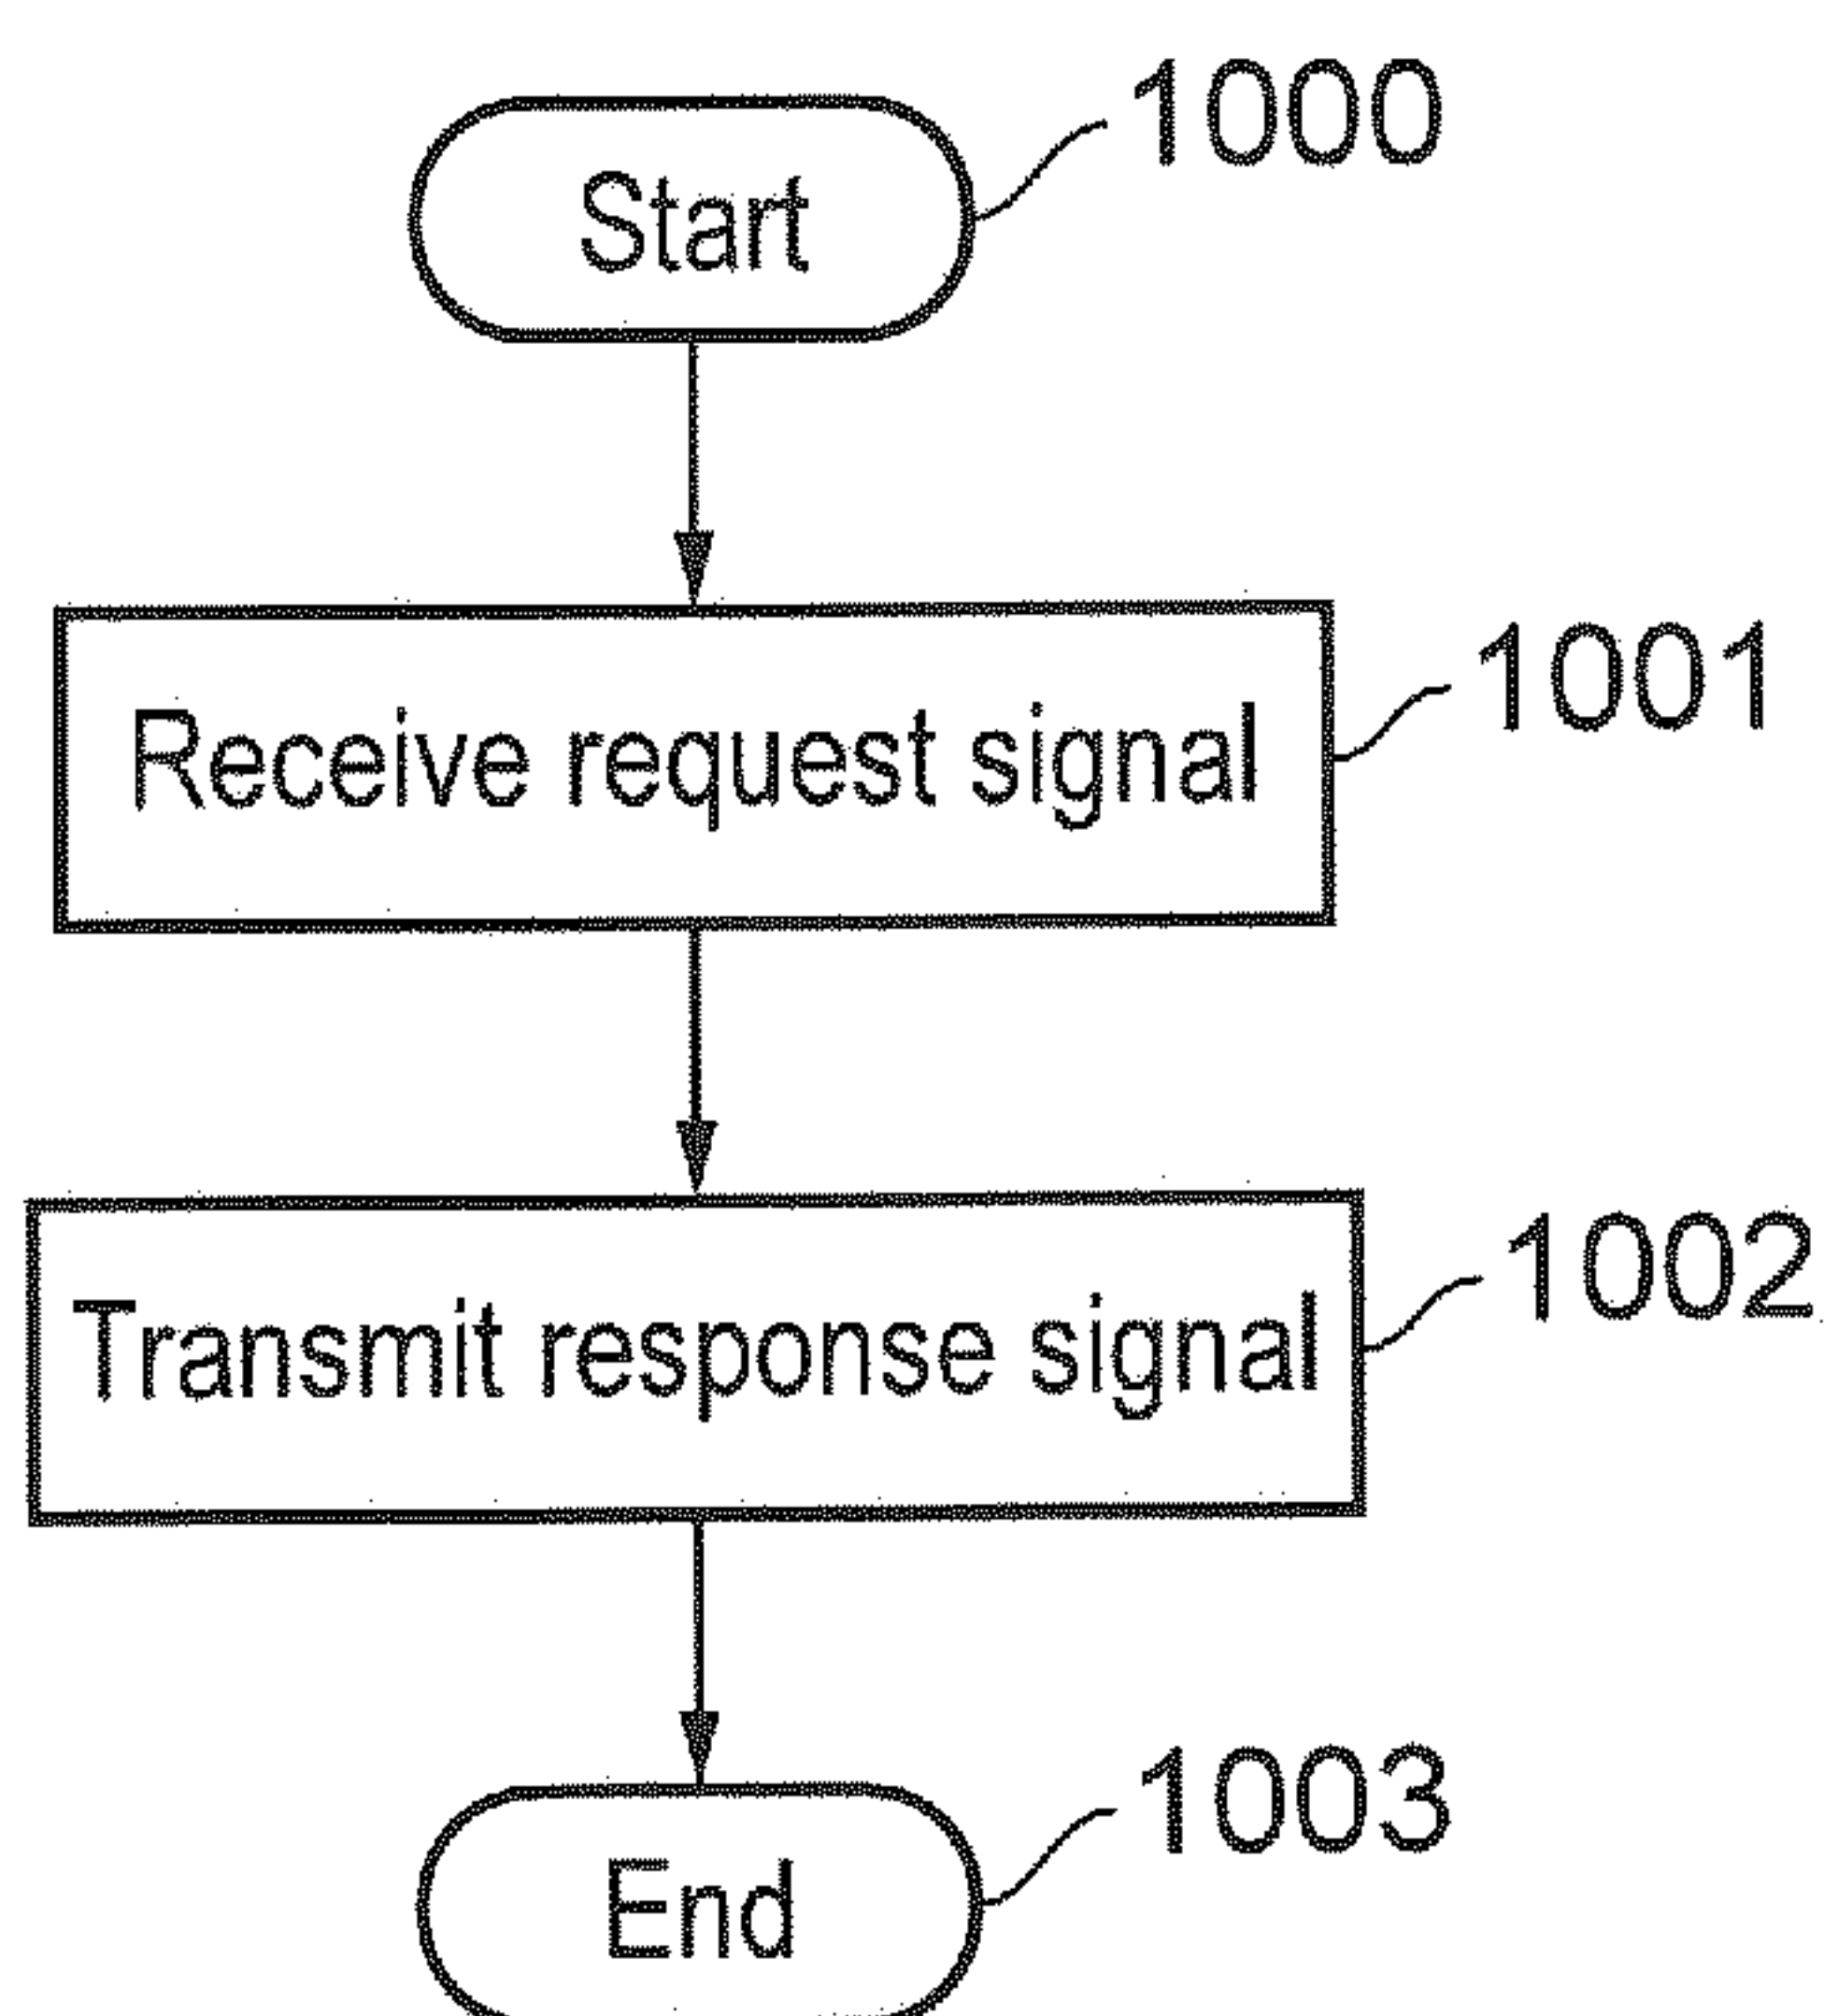 1000
Start
1001
Receive request signal
1002
Transmit response signal
1003
End